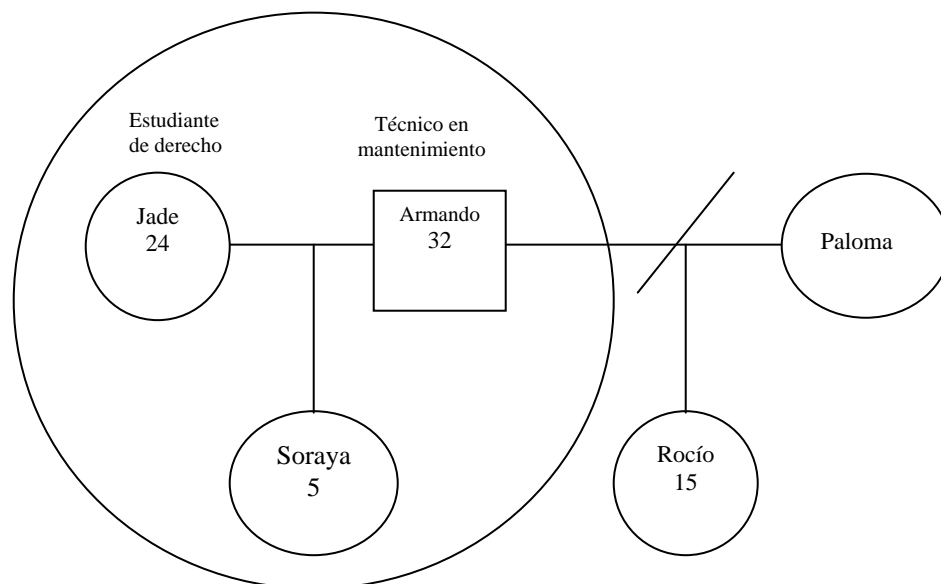 Estudiante
de derecho
Técnico en
mantenimiento
Jade
24
Armando
32
Paloma
Soraya
5
Rocío
15